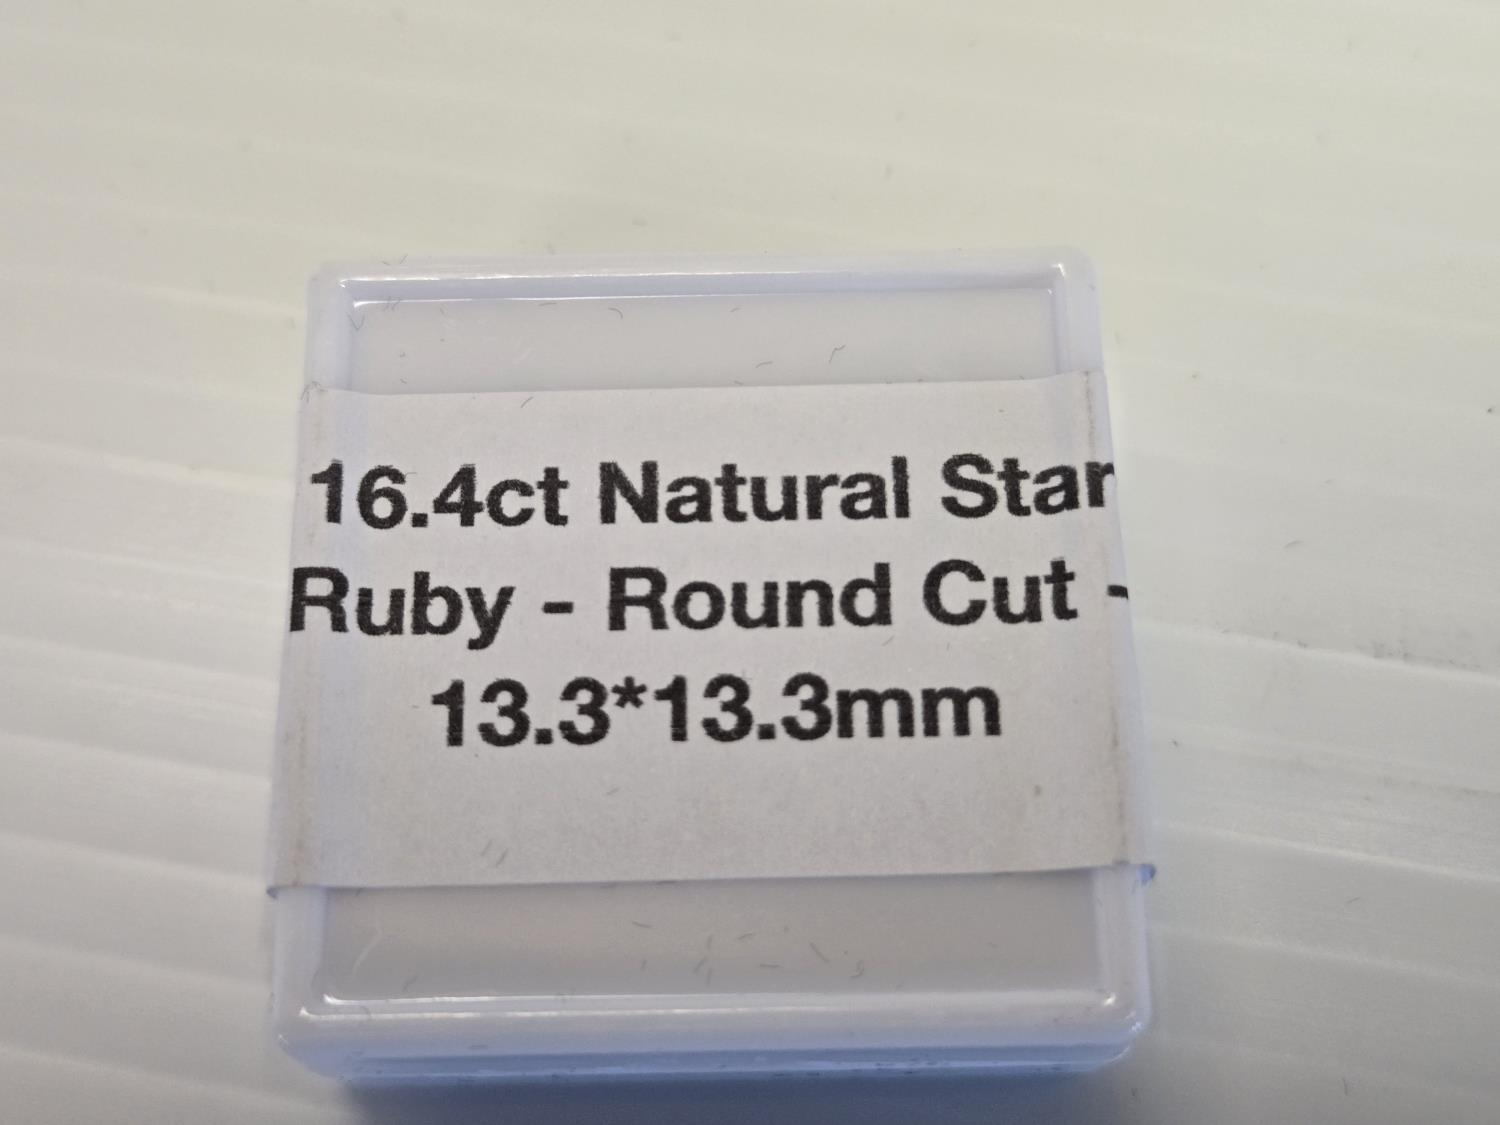 16.4ct Natural Star
Ruby - Round Cut -
13.3*13.3mm